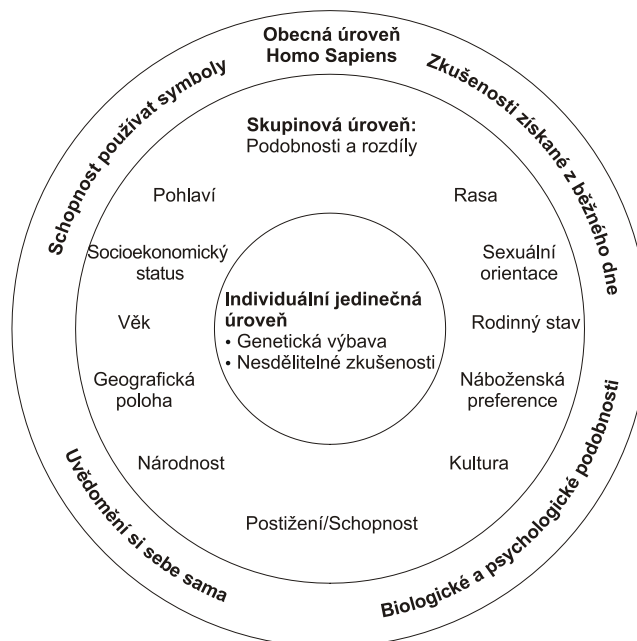 Obecná úroveň
Homo Sapiens
Schopnost používat symboly
Zkušenosti získané z běžného dne
Skupinová úroveň:
Podobnosti a rozdíly
Pohlaví
Rasa
Socioekonomický
status
Sexuální
orientace
Individuální jedinečná
úroveň
• Genetická výbava
• Nesdělitelné zkušenosti
Věk
Rodinný stav
Geografická
poloha
Náboženská
preference
Národnost
Kultura
Postižení/Schopnost
Uvědomění si sebe sama
Biologické a psychologické podobnosti